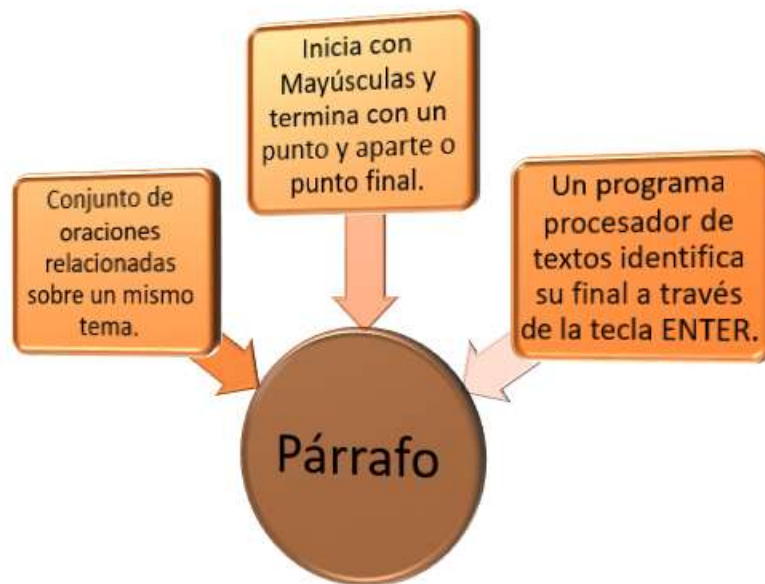 Inicia con
Mayúsculas y
termina con un
punto y aparte o
punto final.
Conjunto de
oraciones
relacionadas
sobre un mismo
tema.
Un programa
procesador de
textos identifica
su final a través
de la tecla ENTER.
Párrafo